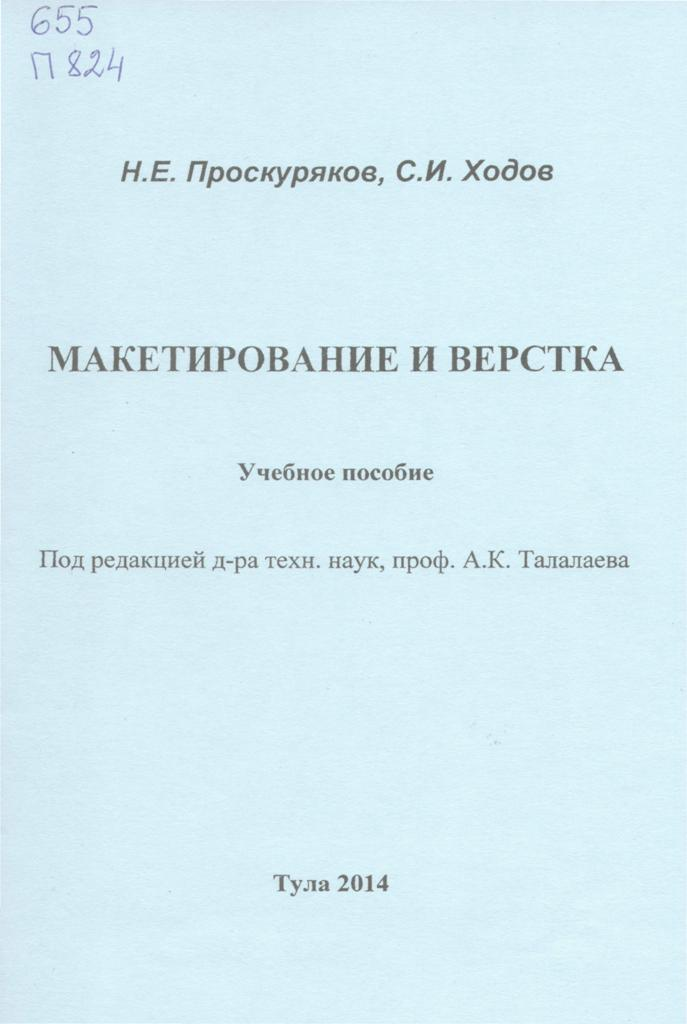 655
П 824
Н.Е. Проскуряков, С.И. Ходов
МАКЕТИРОВАНИЕ И ВЕРСТКА
Учебное пособие
Под редакцией д-ра техн. наук, проф. А.К. Талалаева
Тула 2014